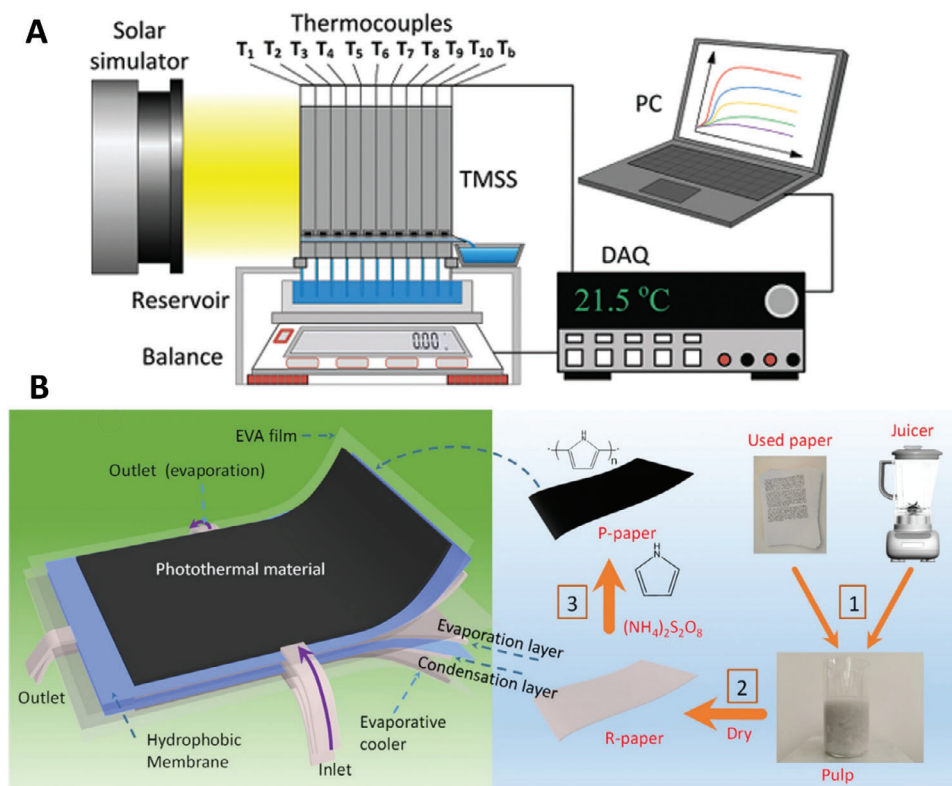 A
Solar
simulator
Thermocouples
T1 T2 T3 T4 T5 T6 T7 T8 T9 T10 Tb
PC
TMSS
DAQ
Reservoir
21.5 °C
Balance
0.00
B
EVA film
Outlet (evaporation)
Photothermal material
Outlet
Hydrophobic
Membrane
Inlet
Evaporative
cooler
Evaporation layer
Condensation layer
H
N
n
P-paper
H
N
3
(NH4)2S2O8
R-paper
2
Dry
Used paper
Juicer
1
Pulp